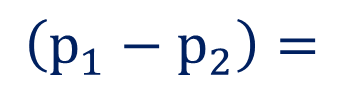 (p₁ − p₂) =